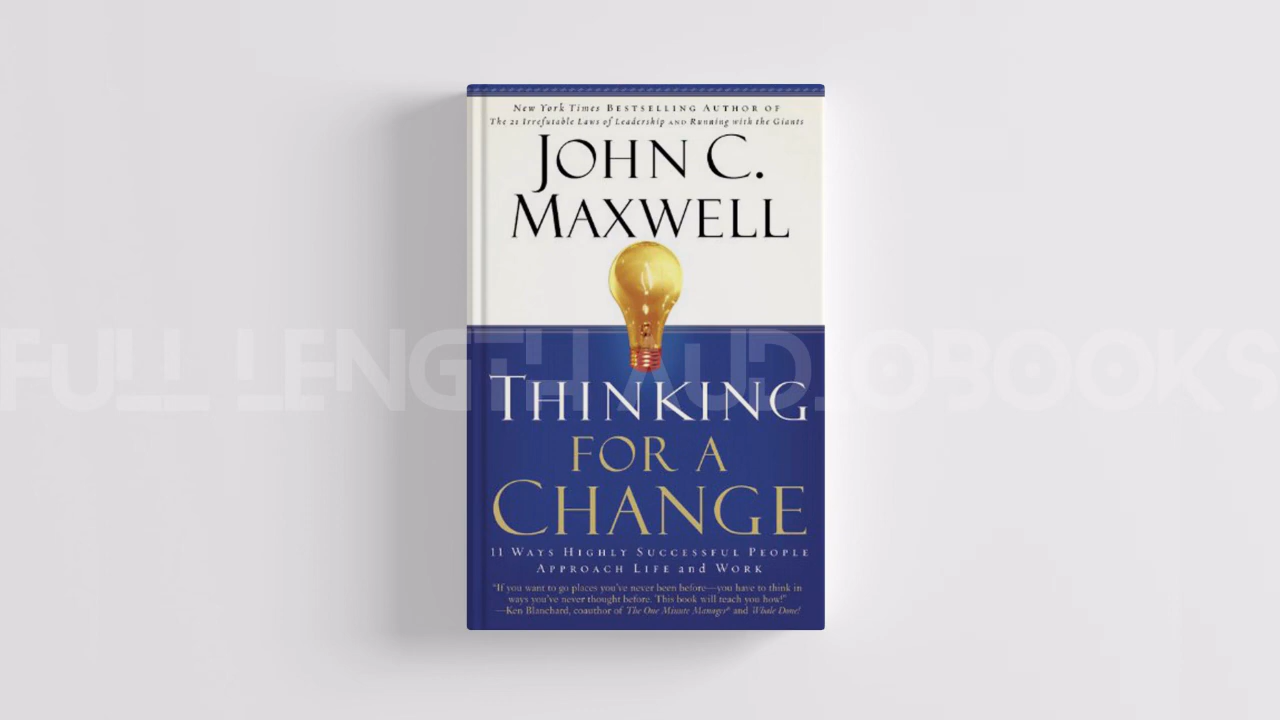 New York Times BESTSELLING AUTHOR OF
The 21 Irrefutable Laws of Leadership AND Running with the Giants
JOHN C.
MAXWELL
FULL LENGTH AUDIOBOOKS
THINKING
FOR A
CHANGE
11 WAYS HIGHLY SUCCESSFUL PEOPLE
APPROACH LIFE and WORK
"If you want to go places you've never been before—you have to think in
ways you've never thought before. This book will teach you how!"
—Ken Blanchard, coauthor of The One Minute Manager® and Whale Done!